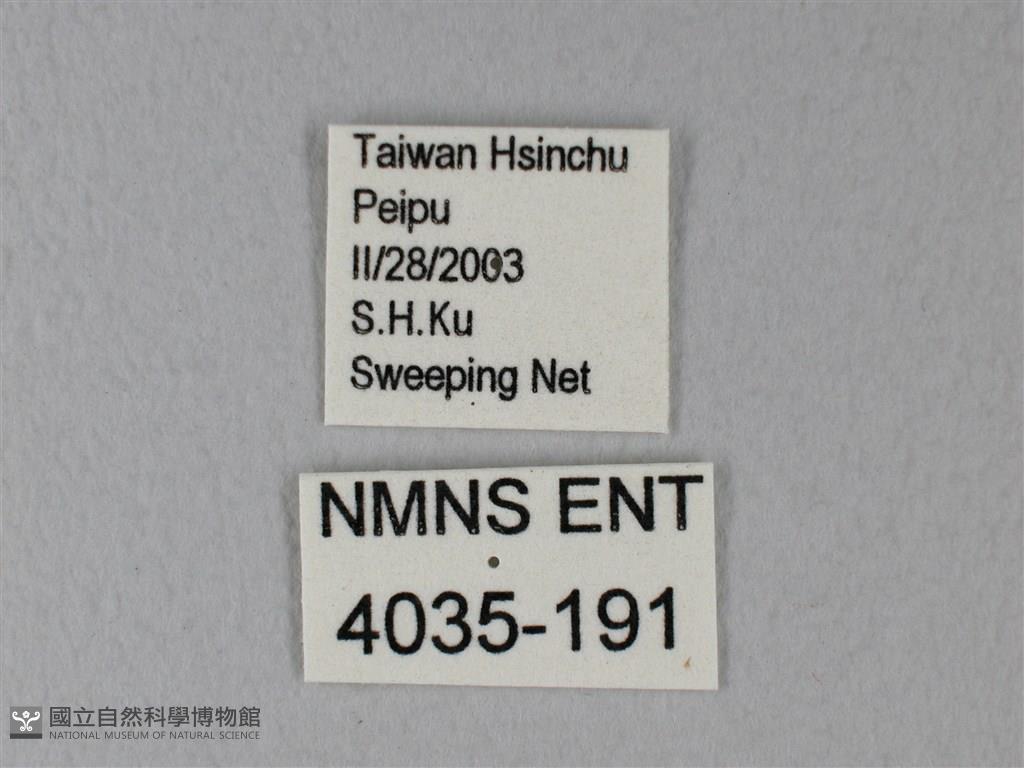 Taiwan Hsinchu
Peipu
II/28/2003
S.H.Ku
Sweeping Net
NMNS ENT
4035-191
國立自然科學博物館
NATIONAL MUSEUM OF NATURAL SCIENCE